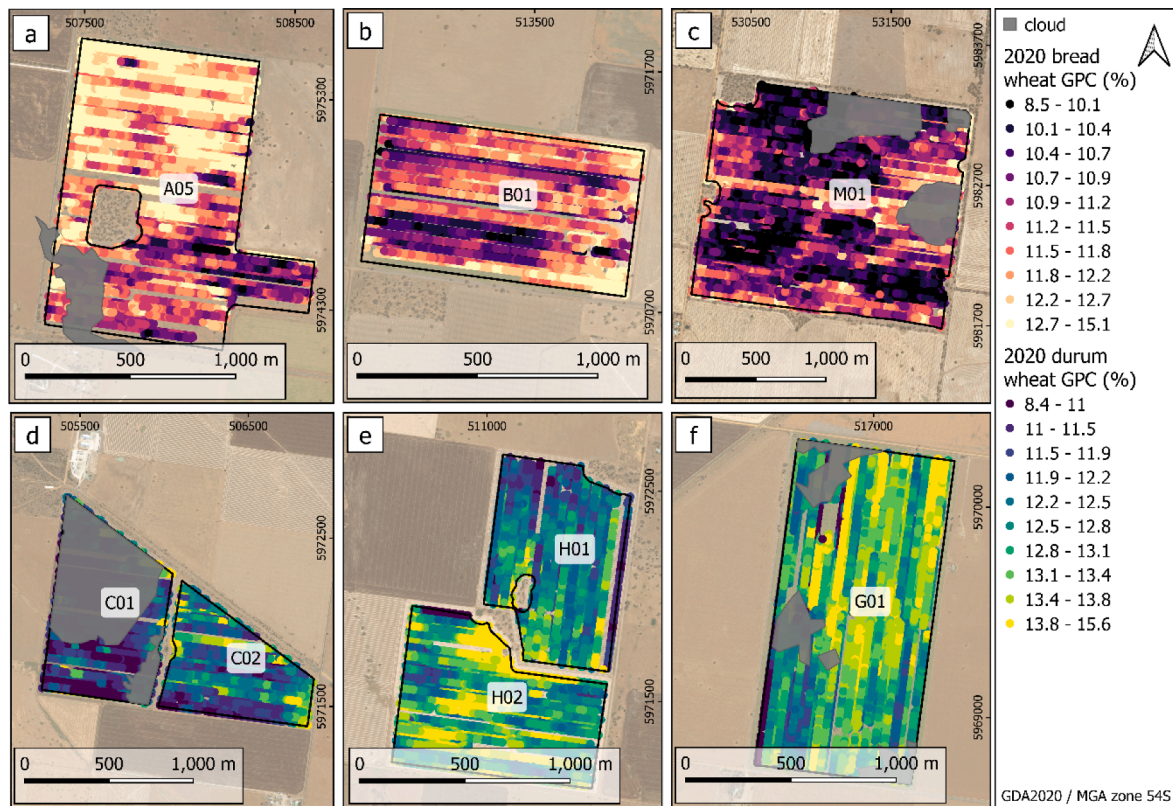 a
507500
508500
5975300
5974300
A05
0 500 1,000 m
b
513500
5971700
5970700
B01
0 500 1,000 m
c
530500
531500
5983700
5982700
5981700
M01
0 500 1,000 m
d
505500
506500
5972500
5971500
C01
C02
0 500 1,000 m
e
511000
5972500
5971500
H01
H02
0 500 1,000 m
f
517000
5970000
5969000
G01
0 500 1,000 m
cloud
2020 bread
wheat GPC (%)
8.5 - 10.1
10.1 - 10.4
10.4 - 10.7
10.7 - 10.9
10.9 - 11.2
11.2 - 11.5
11.5 - 11.8
11.8 - 12.2
12.2 - 12.7
12.7 - 15.1
2020 durum
wheat GPC (%)
8.4 - 11
11 - 11.5
11.5 - 11.9
11.9 - 12.2
12.2 - 12.5
12.5 - 12.8
12.8 - 13.1
13.1 - 13.4
13.4 - 13.8
13.8 - 15.6
GDA2020 / MGA zone 54S